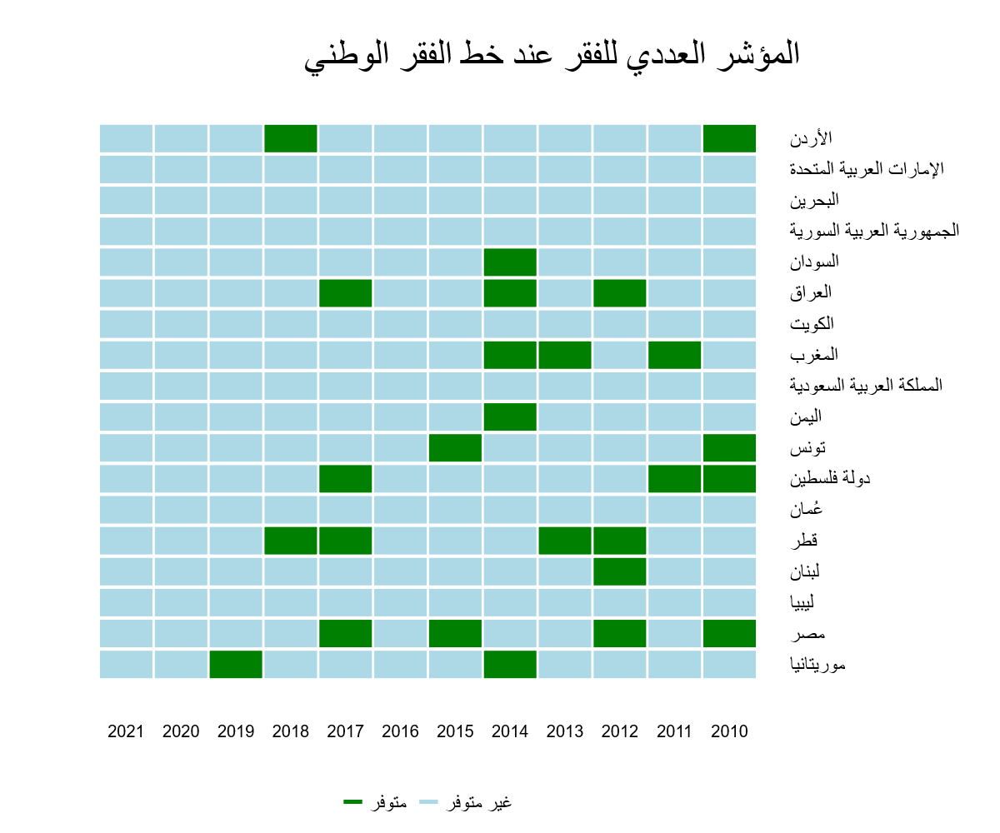 المؤشر العددي للفقر عند خط الفقر الوطني
الأردن
الإمارات العربية المتحدة
البحرين
الجمهورية العربية السورية
السودان
العراق
الكويت
المغرب
المملكة العربية السعودية
اليمن
تونس
دولة فلسطين
عُمان
قطر
لبنان
ليبيا
مصر
موريتانيا
2021 2020 2019 2018 2017 2016 2015 2014 2013 2012 2011 2010
غير متوفر متوفر